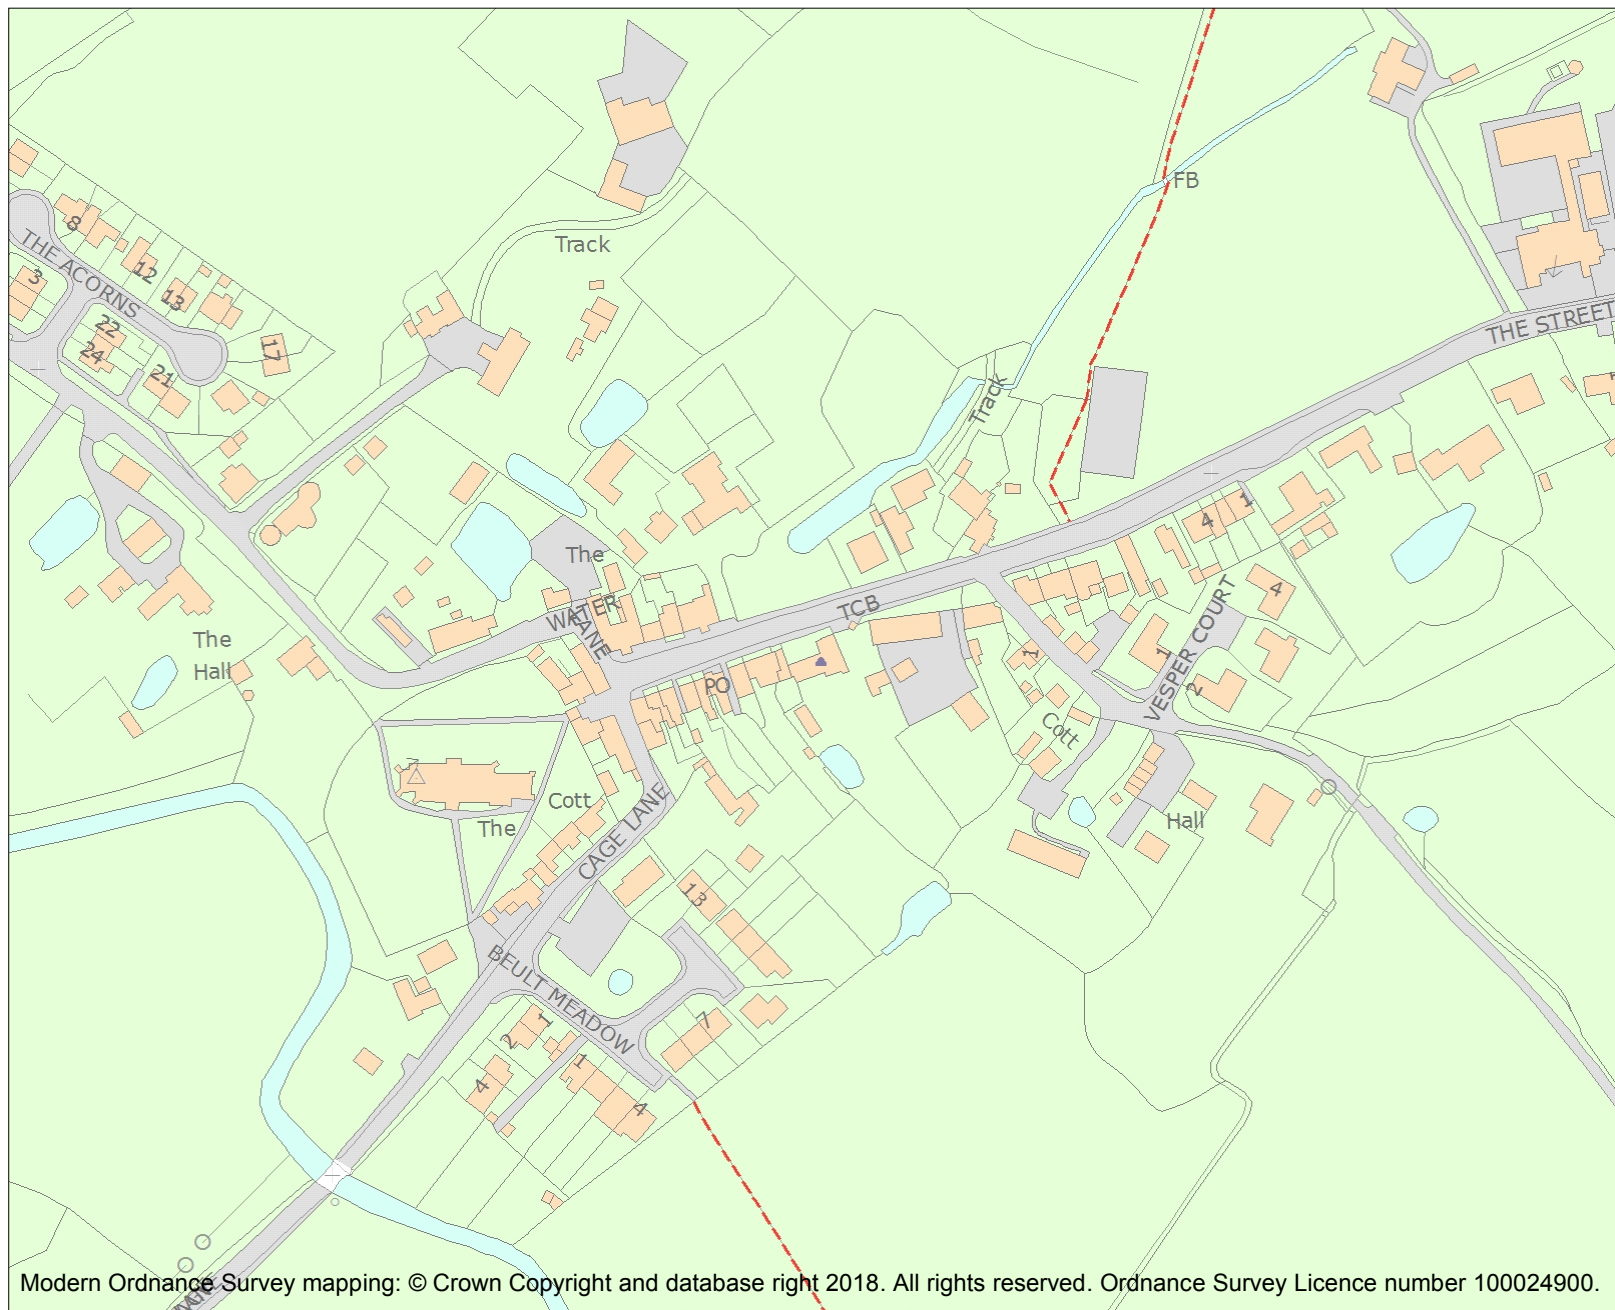 FB
Track
THE ACORNS
8
3
12
13
22
24
21
17
THE STREET
Track
The
WATER
LANE
TCB
4
1
4
VESPER COURT
1
2
1
Cott
PO
The
Hall
Cott
The
CAGE LANE
Hall
13
BEULT MEADOW
7
1
2
4
1
4
Modern Ordnance Survey mapping: © Crown Copyright and database right 2018. All rights reserved. Ordnance Survey Licence number 100024900.